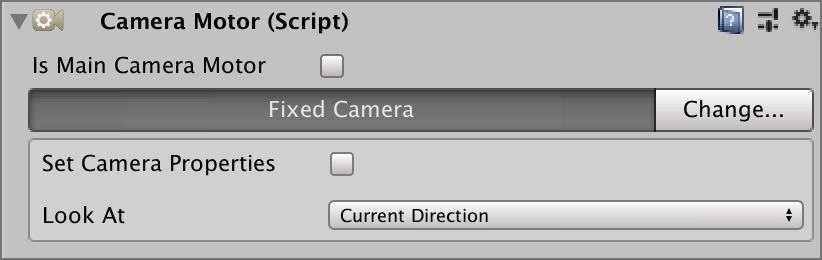 Camera Motor (Script)
Is Main Camera Motor
Fixed Camera Change...
Set Camera Properties
Look At Current Direction